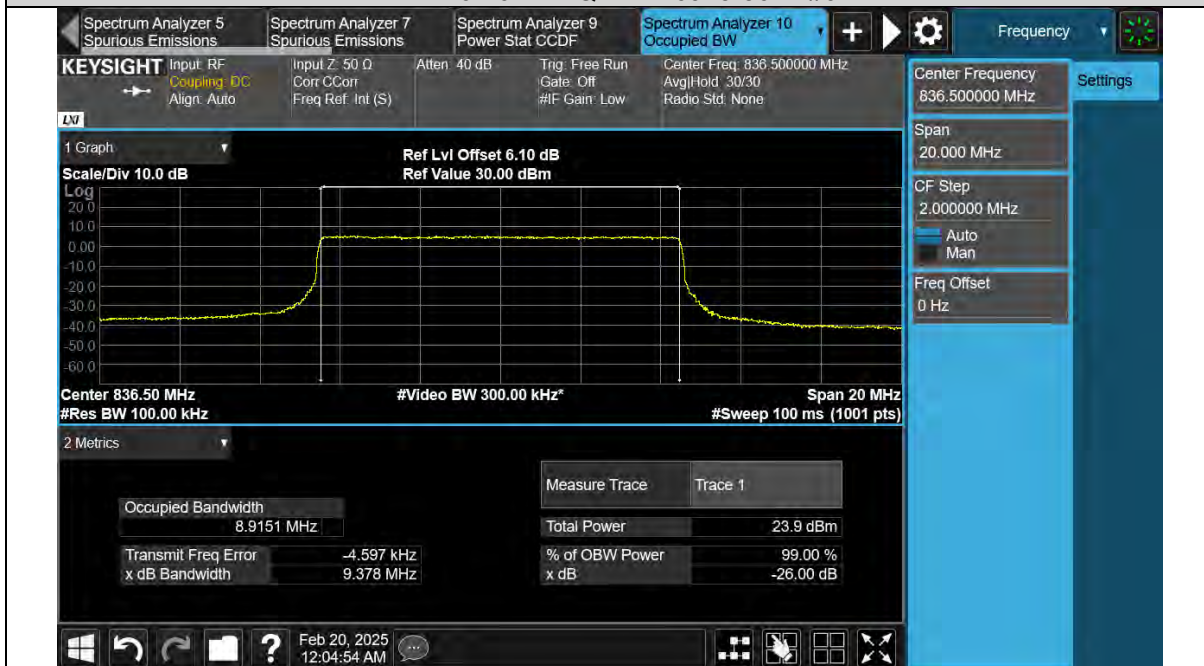 Spectrum Analyzer 5
Spurious Emissions
Spectrum Analyzer 7
Spurious Emissions
Spectrum Analyzer 9
Power Stat CCDF
Spectrum Analyzer 10
Occupied BW
Frequency
KEYSIGHT
Input: RF
Coupling: DC
Align: Auto
Input Z: 50 Ω
Corr CCorr
Freq Ref: Int (S)
Atten: 40 dB
Trig: Free Run
Gate: Off
#IF Gain: Low
Center Freq: 836.500000 MHz
Avg|Hold: 30/30
Radio Std: None
LXI
Center Frequency
836.500000 MHz
Settings
Span
20.000 MHz
CF Step
2.000000 MHz
Auto
Man
Freq Offset
0 Hz
1 Graph
Scale/Div 10.0 dB
Ref Lvl Offset 6.10 dB
Ref Value 30.00 dBm
Log
20.0
10.0
0.00
-10.0
-20.0
-30.0
-40.0
-50.0
-60.0
Center 836.50 MHz
#Video BW 300.00 kHz*
Span 20 MHz
#Res BW 100.00 kHz
#Sweep 100 ms (1001 pts)
2 Metrics
Measure Trace
Trace 1
Occupied Bandwidth
8.9151 MHz
Total Power
23.9 dBm
Transmit Freq Error
-4.597 kHz
% of OBW Power
99.00 %
x dB Bandwidth
9.378 MHz
x dB
-26.00 dB
Feb 20, 2025
12:04:54 AM